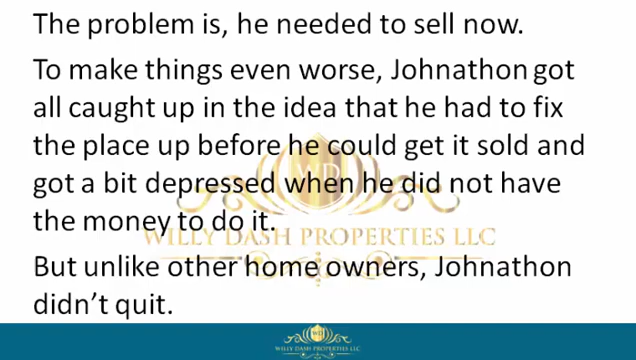 The problem is, he needed to sell now.
To make things even worse, Johnathon got
all caught up in the idea that he had to fix
the place up before he could get it sold and
got a bit depressed when he did not have
the money to do it.
WILLY DASH PROPERTIES LLC
But unlike other home owners, Johnathon
didn’t quit.
WILLY DASH PROPERTIES LLC